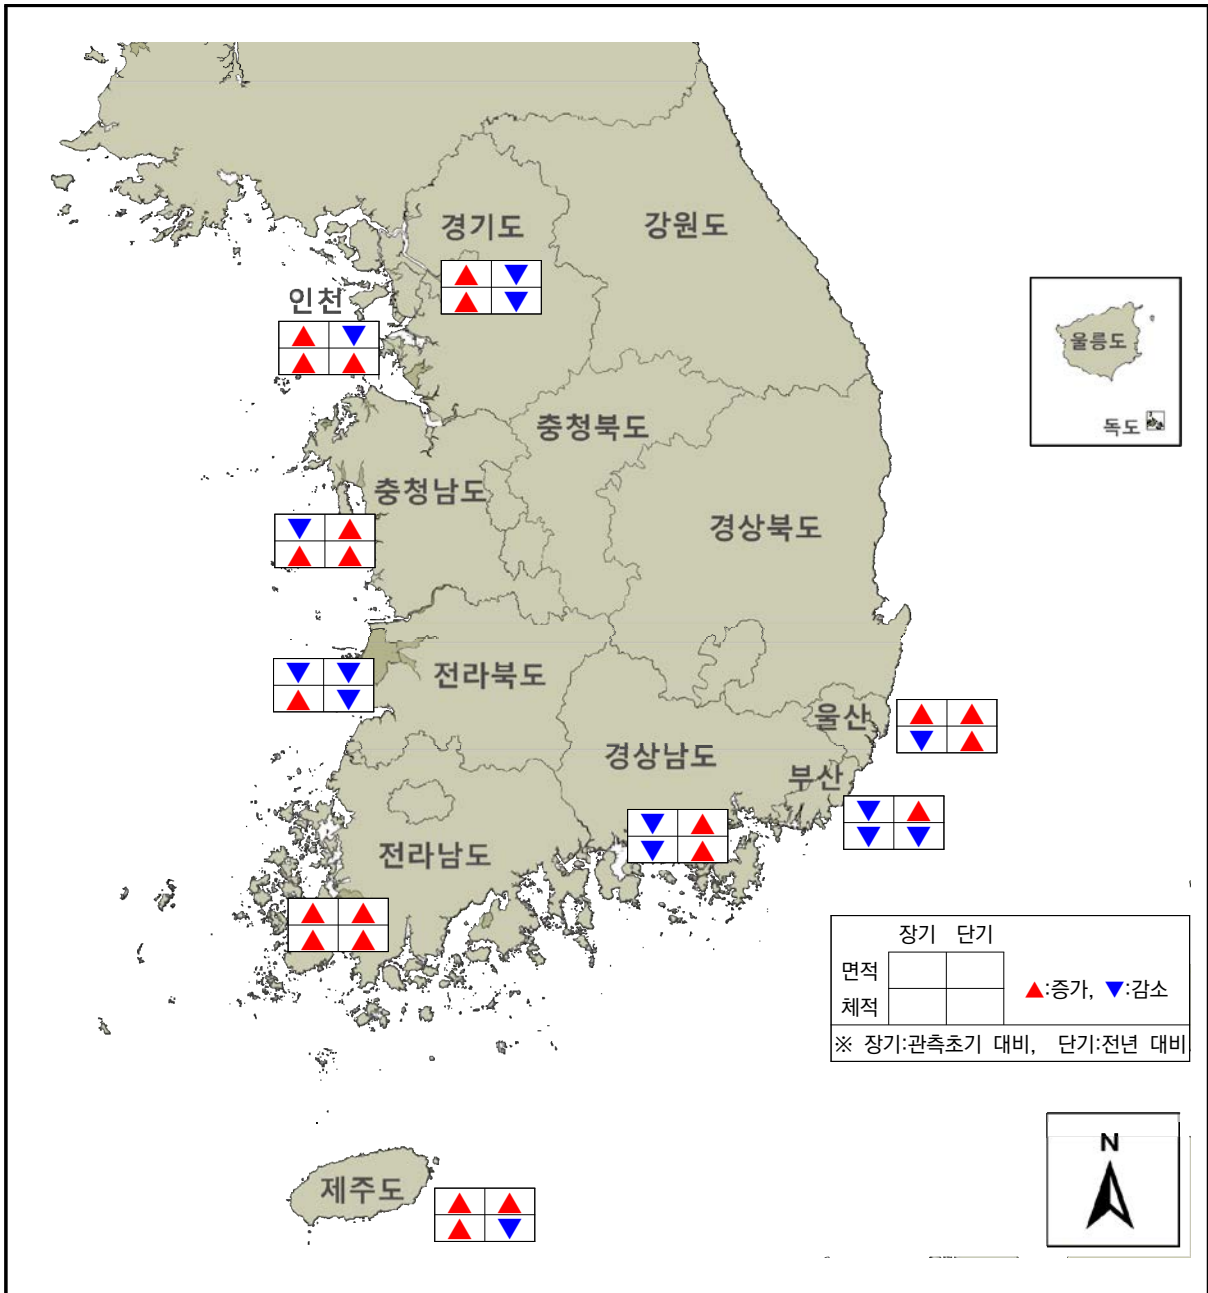 경기도
강원도
인천
울릉도
독도
충청북도
충청남도
경상북도
전라북도
울산
경상남도
부산
전라남도
장기 단기
면적
체적
▲:증가, ▼:감소
※ 장기:관측초기 대비, 단기:전년 대비
N
제주도